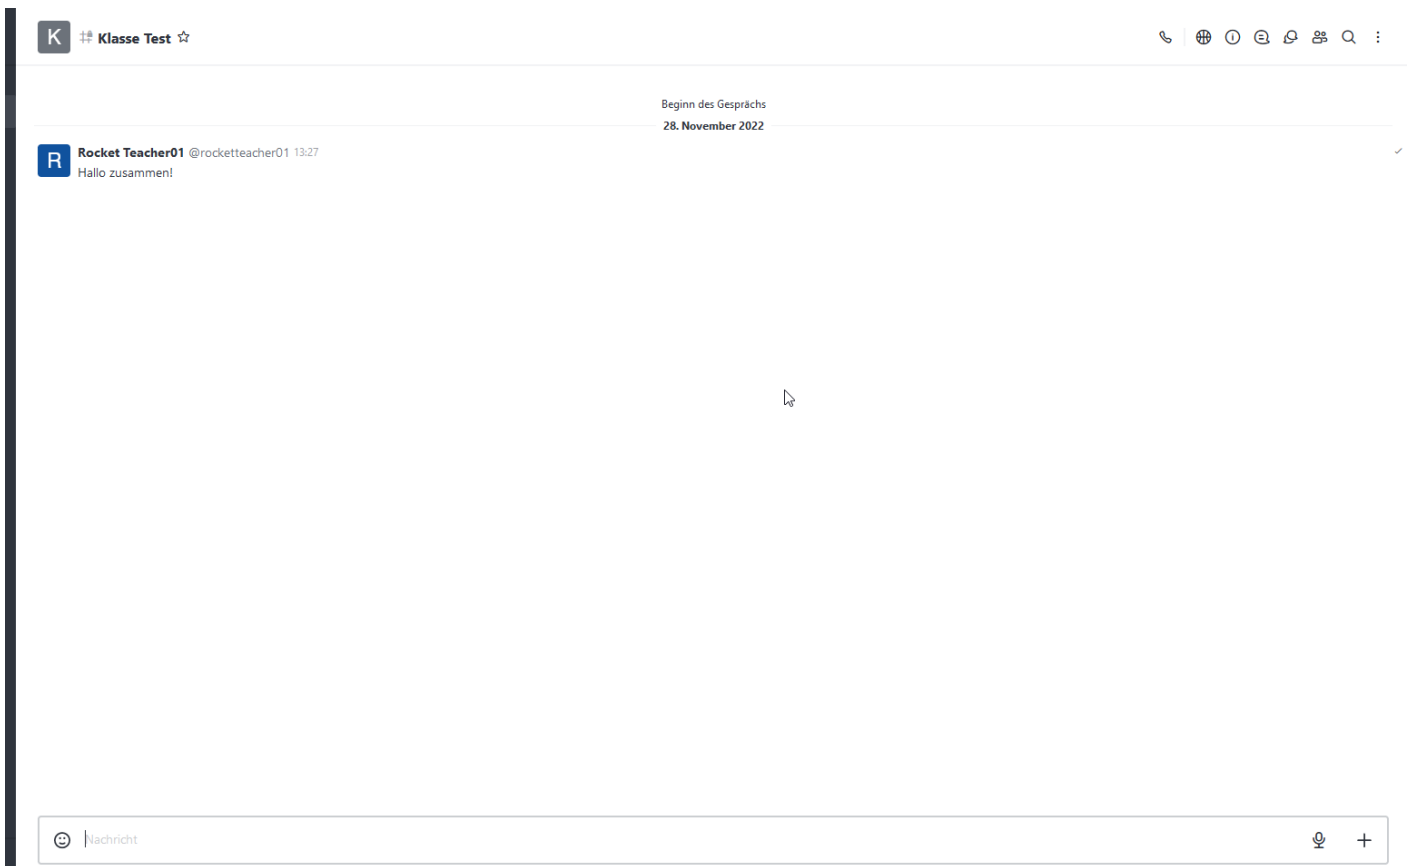 K Klasse Test
Beginn des Gesprächs
28. November 2022
R Rocket Teacher01 @rocketteacher01 13:27
Hallo zusammen!
Nachricht